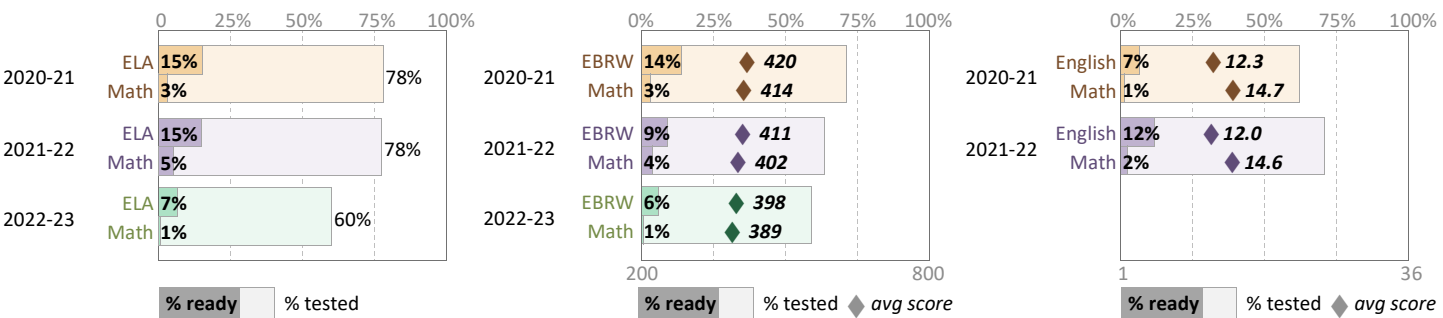 0 25% 50% 75% 100%
2020-21
ELA 15%
Math 3%
78%
2021-22
ELA 15%
Math 5%
78%
2022-23
ELA 7%
Math 1%
60%
% ready % tested
0% 25% 50% 75% 100%
2020-21
EBRW 14% 420
Math 3% 414
2021-22
EBRW 9% 411
Math 4% 402
2022-23
EBRW 6% 398
Math 1% 389
200 800
% ready % tested avg score
0% 25% 50% 75% 100%
2020-21
English 7% 12.3
Math 1% 14.7
2021-22
English 12% 12.0
Math 2% 14.6
1 36
% ready % tested avg score